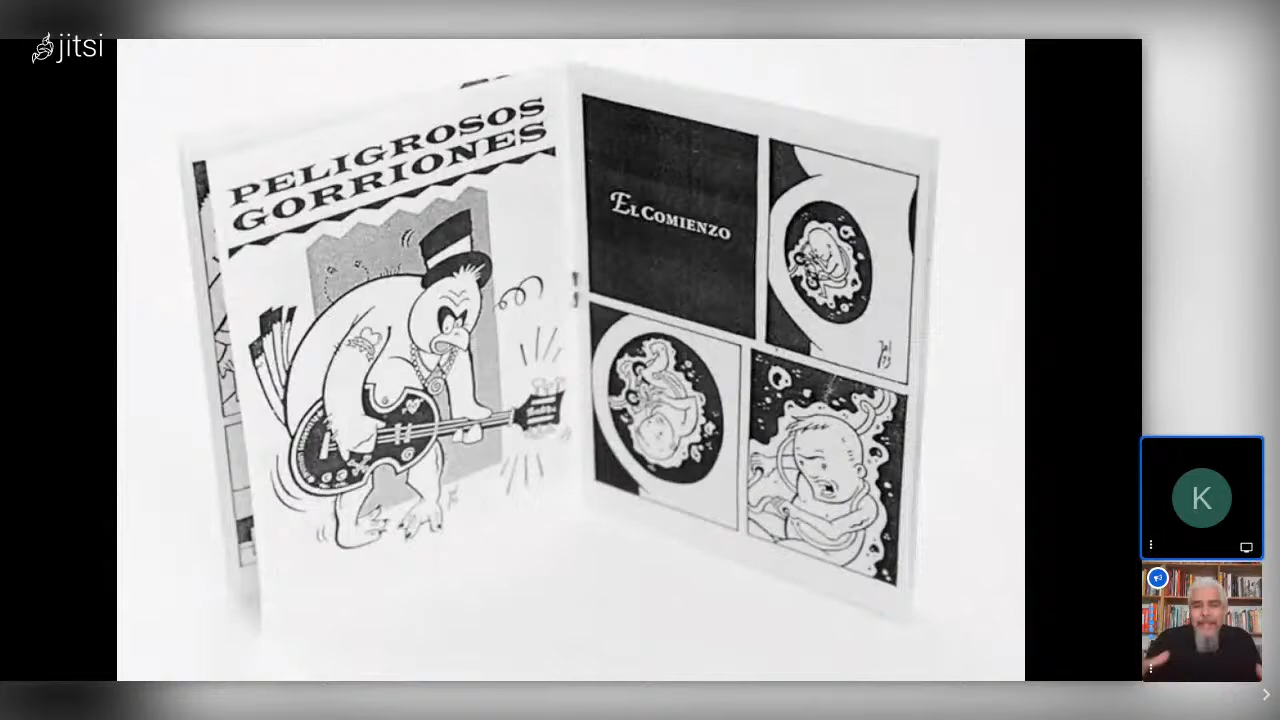 jitsi
PELIGROSOS
GORRIONES
EL COMIENZO
K